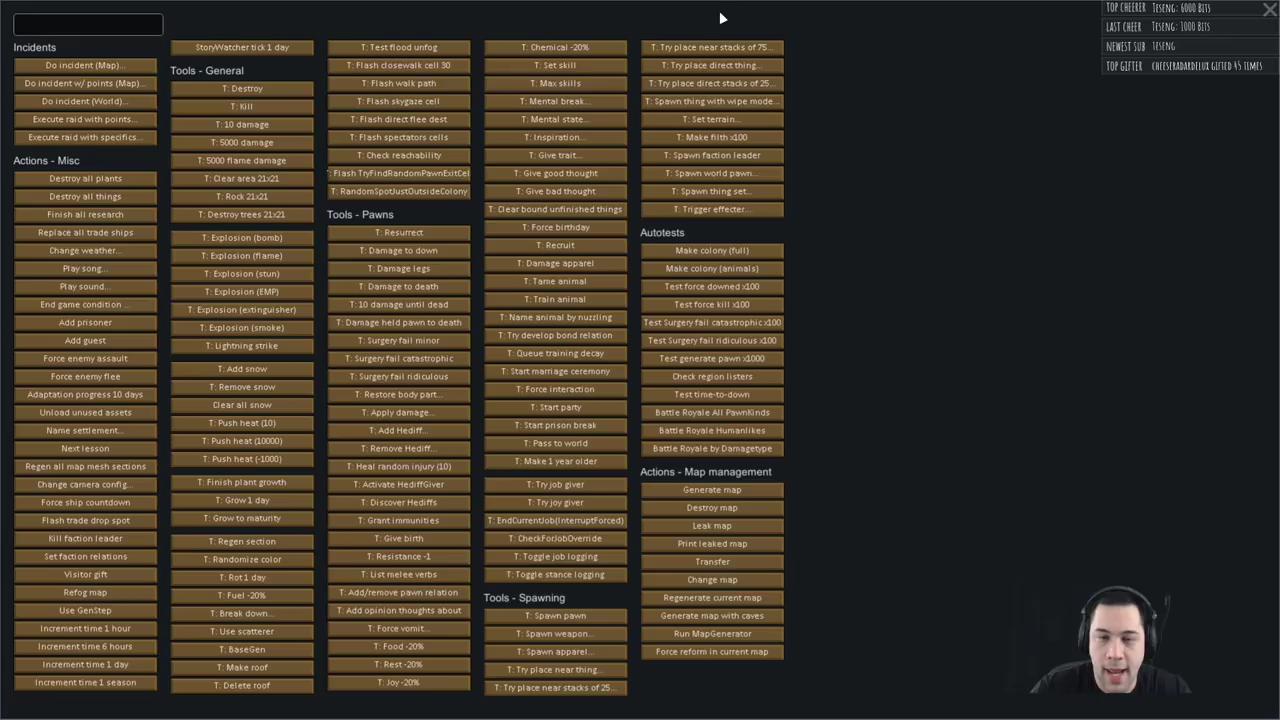 Incidents
Do incident (Map)...
Do incident w/ points (Map)...
Do incident (World)...
Execute raid with points...
Execute raid with specifics...
Actions - Misc
Destroy all plants
Destroy all things
Finish all research
Replace all trade ships
Change weather...
Play song...
Play sound...
End game condition ...
Add prisoner
Add guest
Force enemy assault
Force enemy flee
Adaptation progress 10 days
Unload unused assets
Name settlement...
Next lesson
Regen all map mesh sections
Change camera config...
Force ship countdown
Flash trade drop spot
Kill faction leader
Set faction relations
Visitor gift
Refog map
Use GenStep
Increment time 1 hour
Increment time 6 hours
Increment time 1 day
Increment time 1 season
StoryWatcher tick 1 day
Tools - General
T: Destroy
T: Kill
T: 10 damage
T: 5000 damage
T: 5000 flame damage
T: Clear area 21x21
T: Rock 21x21
T: Destroy trees 21x21
T: Explosion (bomb)
T: Explosion (flame)
T: Explosion (stun)
T: Explosion (EMP)
T: Explosion (extinguisher)
T: Explosion (smoke)
T: Lightning strike
T: Add snow
T: Remove snow
Clear all snow
T: Push heat (10)
T: Push heat (10000)
T: Push heat (-1000)
T: Finish plant growth
T: Grow 1 day
T: Grow to maturity
T: Regen section
T: Randomize color
T: Rot 1 day
T: Fuel -20%
T: Break down...
T: Use scatterer
T: BaseGen
T: Make roof
T: Delete roof
T: Test flood unfog
T: Flash closewalk cell 30
T: Flash walk path
T: Flash skygaze cell
T: Flash direct flee dest
T: Flash spectators cells
T: Check reachability
: Flash TryFindRandomPawnExitCel
T: RandomSpotJustOutsideColony
Tools - Pawns
T: Resurrect
T: Damage to down
T: Damage legs
T: Damage to death
T: 10 damage until dead
T: Damage held pawn to death
T: Surgery fail minor
T: Surgery fail catastrophic
T: Surgery fail ridiculous
T: Restore body part...
T: Apply damage...
T: Add Hediff...
T: Remove Hediff...
T: Heal random injury (10)
T: Activate HediffGiver
T: Discover Hediffs
T: Grant immunities
T: Give birth
T: Resistance -1
T: List melee verbs
T: Add/remove pawn relation
T: Add opinion thoughts about
T: Force vomit...
T: Food -20%
T: Rest -20%
T: Joy -20%
T: Chemical -20%
T: Set skill
T: Max skills
T: Mental break...
T: Mental state...
T: Inspiration...
T: Give trait...
T: Give good thought
T: Give bad thought
T: Clear bound unfinished things
T: Force birthday
T: Recruit
T: Damage apparel
T: Tame animal
T: Train animal
T: Name animal by nuzzling
T: Try develop bond relation
T: Queue training decay
T: Start marriage ceremony
T: Force interaction
T: Start party
T: Start prison break
T: Pass to world
T: Make 1 year older
T: Try job giver
T: Try joy giver
T: EndCurrentJob(InterruptForced)
T: CheckForJobOverride
T: Toggle job logging
T: Toggle stance logging
Tools - Spawning
T: Spawn pawn
T: Spawn weapon...
T: Spawn apparel...
T: Try place near thing...
T: Try place near stacks of 25...
T: Try place near stacks of 75...
T: Try place direct thing...
T: Try place direct stacks of 25...
T: Spawn thing with wipe mode...
T: Set terrain...
T: Make filth x100
T: Spawn faction leader
T: Spawn world pawn...
T: Spawn thing set...
T: Trigger effecter...
Autotests
Make colony (full)
Make colony (animals)
Test force downed x100
Test force kill x100
Test Surgery fail catastrophic x100
Test Surgery fail ridiculous x100
Test generate pawn x1000
Check region listers
Test time-to-down
Battle Royale All PawnKinds
Battle Royale Humanlikes
Battle Royale by Damagetype
Actions - Map management
Generate map
Destroy map
Leak map
Print leaked map
Transfer
Change map
Regenerate current map
Generate map with caves
Run MapGenerator
Force reform in current map
TOP CHEERER TESENG: 6000 BITS
LAST CHEER TESENG: 1000 BITS
NEWEST SUB TESENG
TOP GIFTER CHEESERADARDELUX GIFTED 45 TIMES